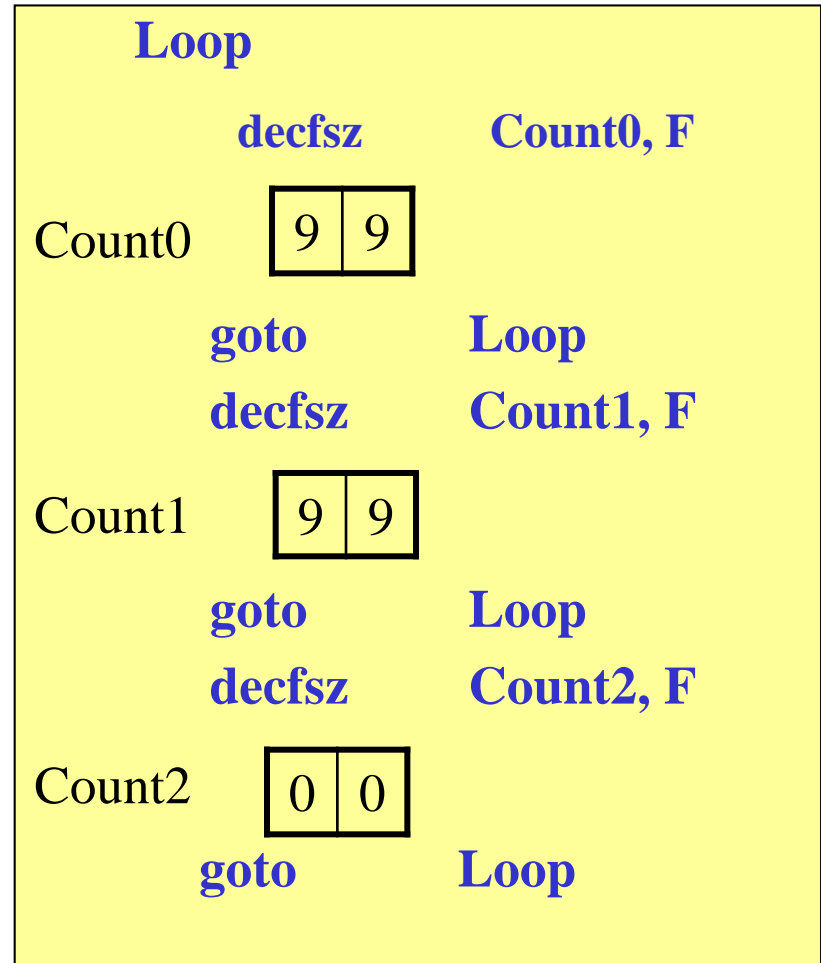 Loop
decfsz Count0, F
Count0 9 9
goto Loop
decfsz Count1, F
Count1 9 9
goto Loop
decfsz Count2, F
Count2 0 0
goto Loop